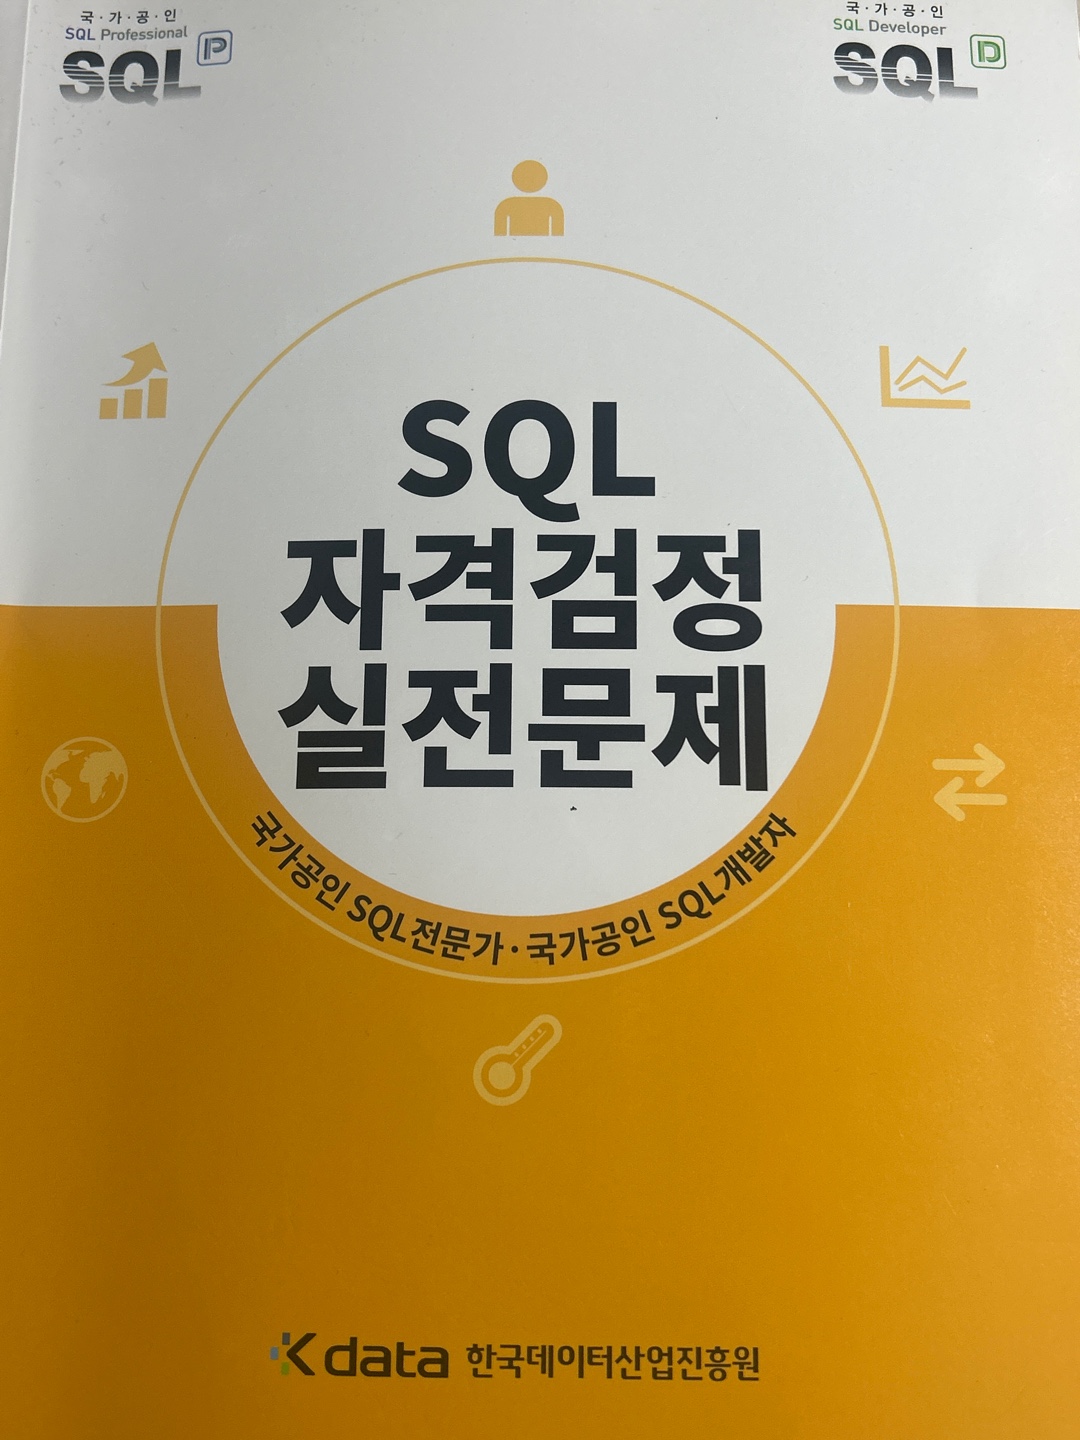 국·가·공·인
SQL Professional
SQL P
국·가·공·인
SQL Developer
SQL D
SQL
자격검정
실전문제
국가공인 SQL전문가·국가공인 SQL개발자
Kdata 한국데이터산업진흥원